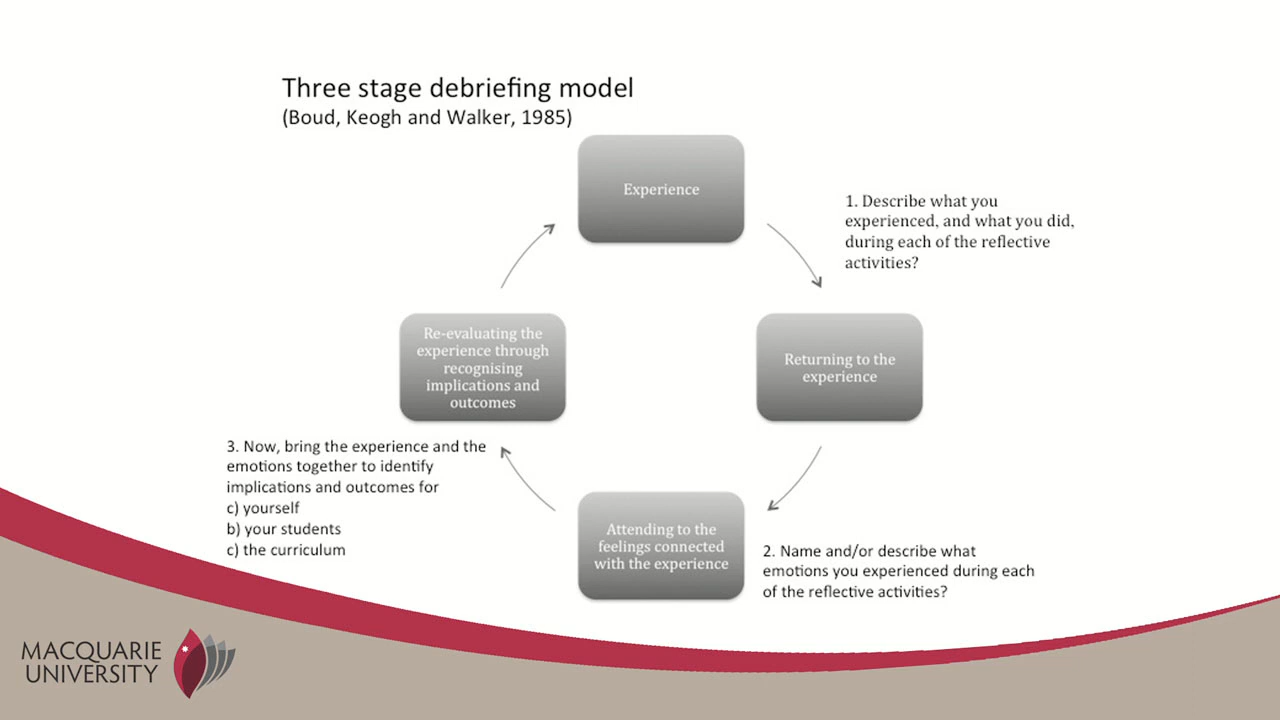 Three stage debriefing model
(Boud, Keogh and Walker, 1985)
Experience
1. Describe what you
experienced, and what you did,
during each of the reflective
activities?
Returning to the
experience
Attending to the
feelings connected
with the experience
2. Name and/or describe what
emotions you experienced during each
of the reflective activities?
Re-evaluating the
experience through
recognising
implications and
outcomes
3. Now, bring the experience and the
emotions together to identify
implications and outcomes for
c) yourself
b) your students
c) the curriculum
MACQUARIE
UNIVERSITY